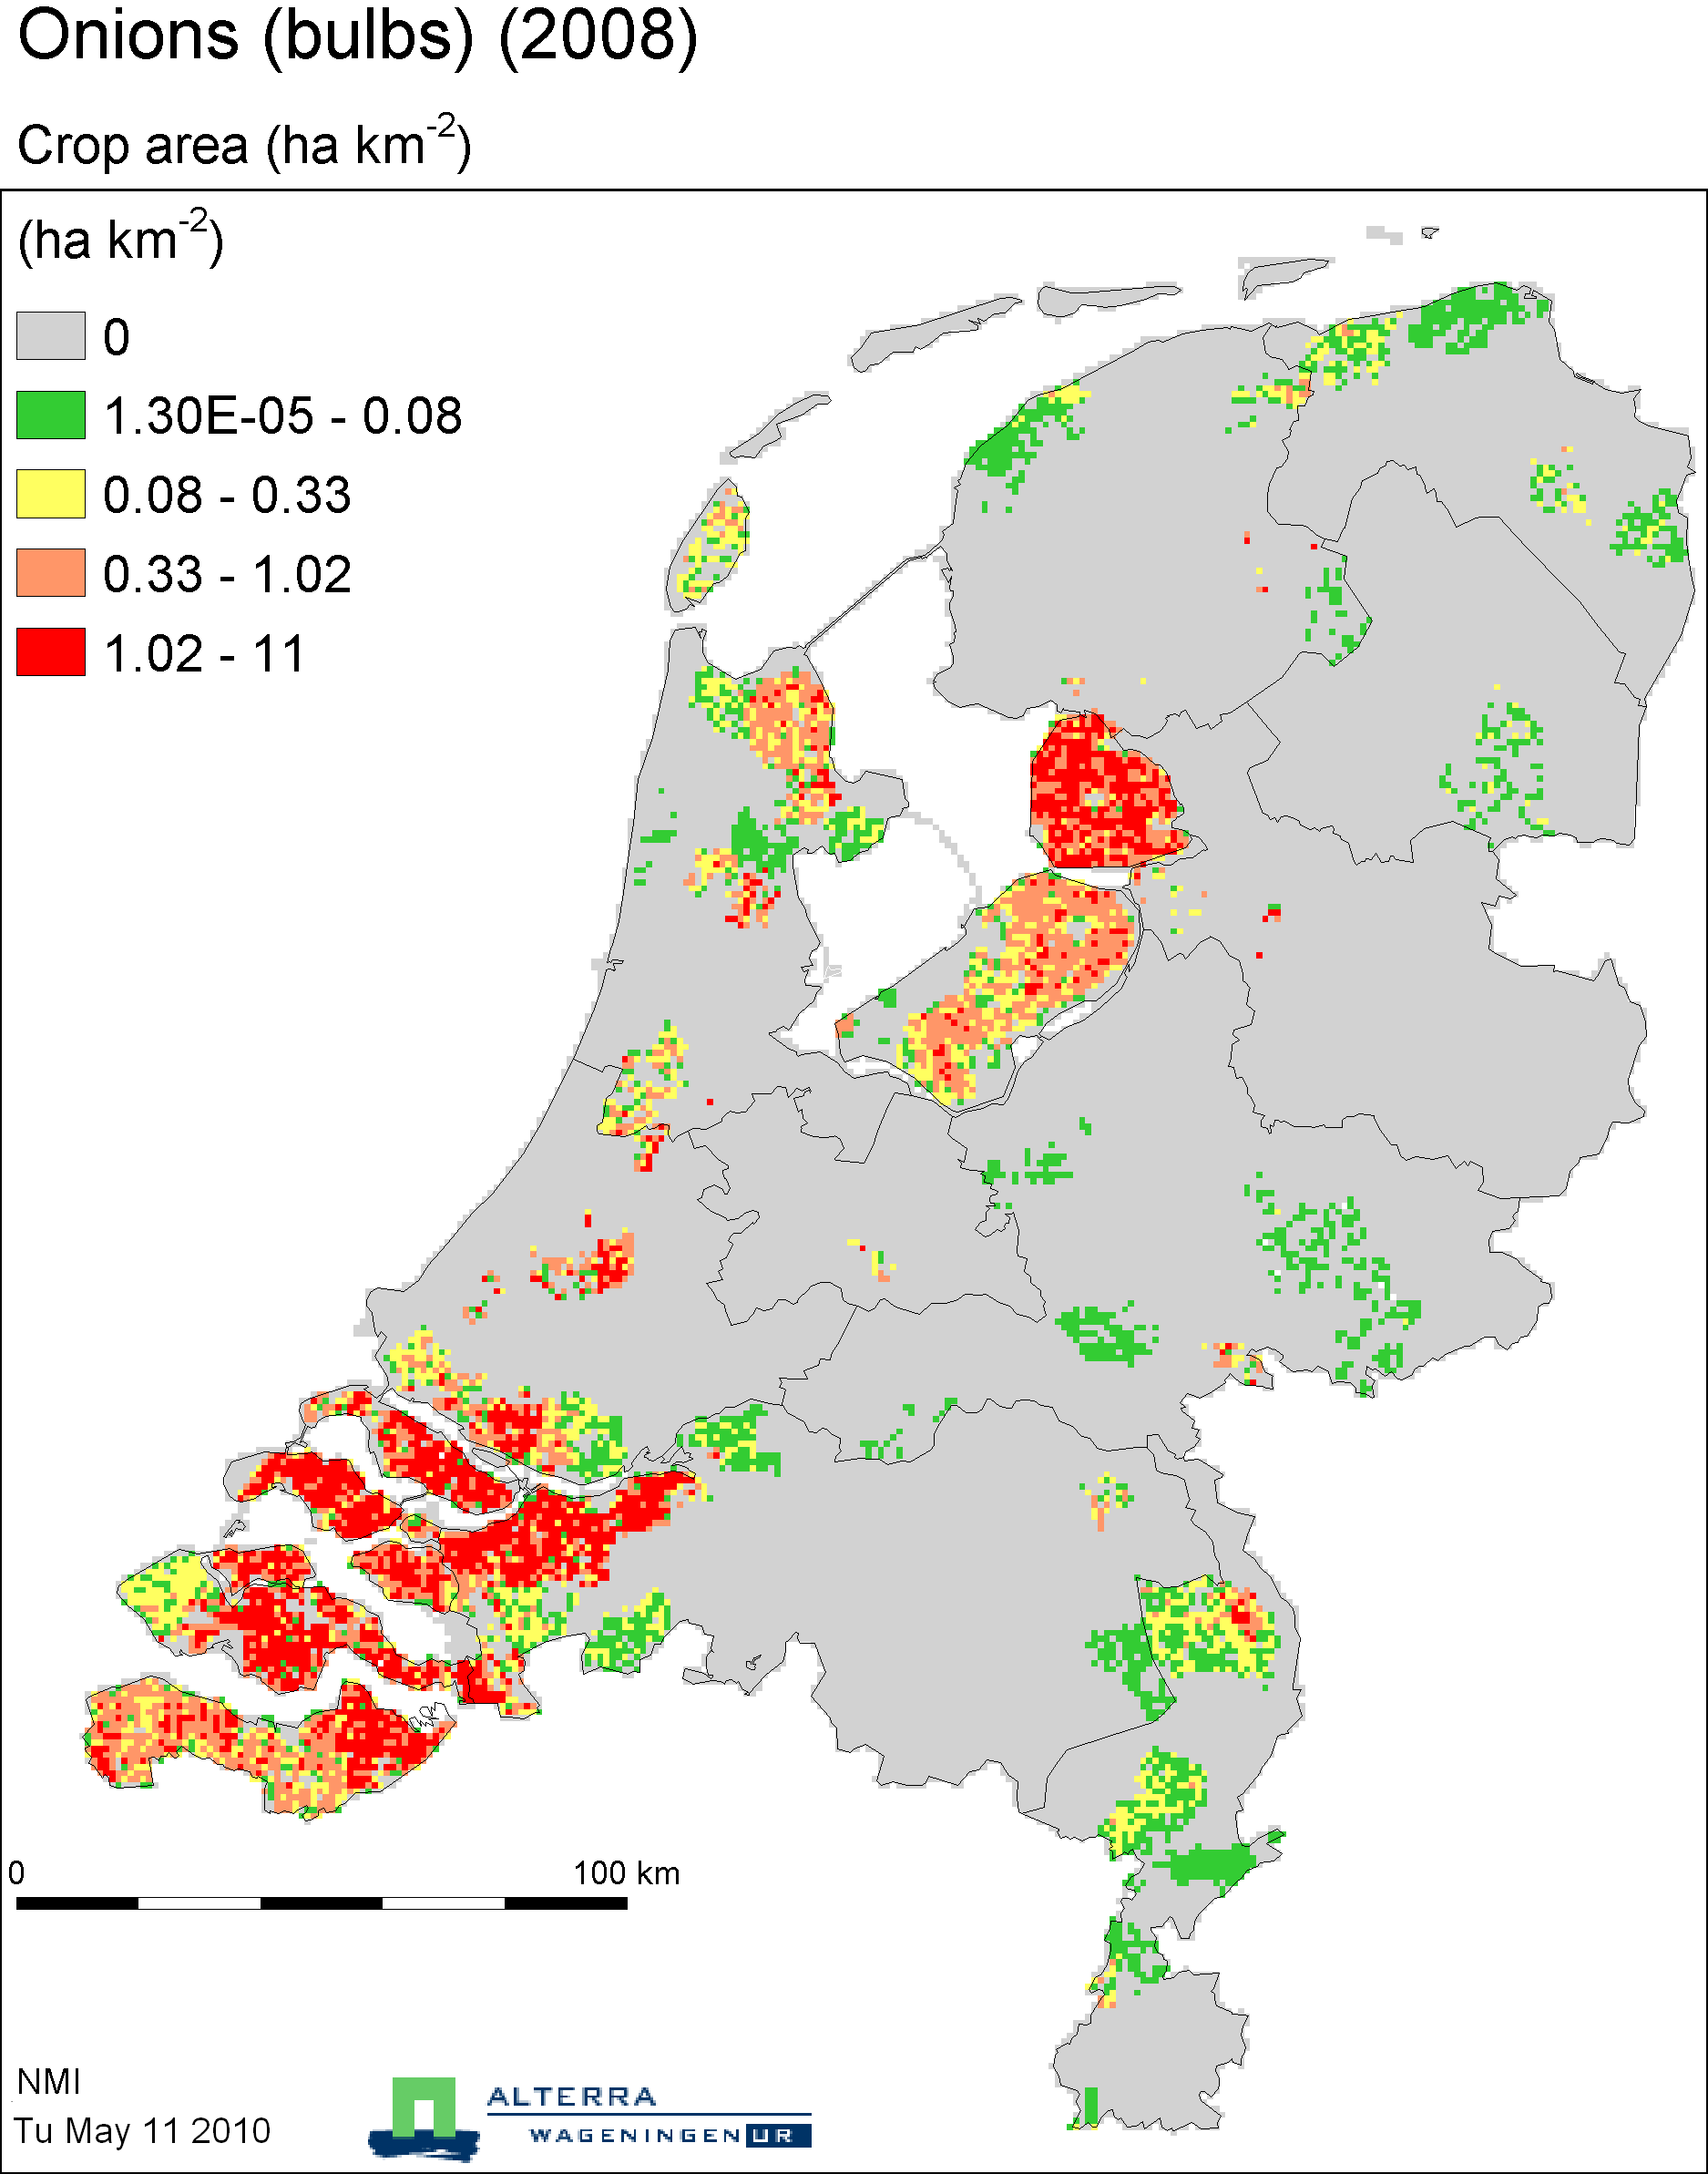 Onions (bulbs) (2008)
Crop area (ha km-2)
(ha km-2)
0
1.30E-05 - 0.08
0.08 - 0.33
0.33 - 1.02
1.02 - 11
0 100 km
NMI
Tu May 11 2010
ALTERRA
WAGENINGEN UR